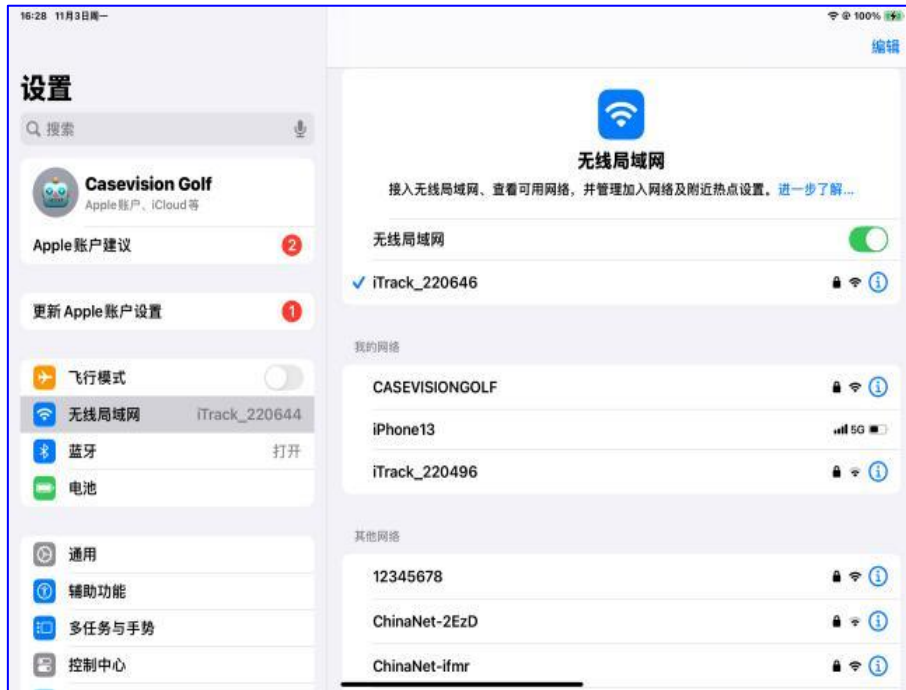 16:28 11月3日周一
100%
编辑
设置
搜索
Casevision Golf
Apple账户、iCloud等
Apple账户建议 2
更新 Apple账户设置 1
飞行模式
无线局域网 iTrack_220644
蓝牙 打开
电池
通用
辅助功能
多任务与手势
控制中心
无线局域网
接入无线局域网、查看可用网络，并管理加入网络及附近热点设置。进一步了解...
无线局域网
iTrack_220646
我的网络
CASEVISIONGOLF
iPhone13 5G
iTrack_220496
其他网络
12345678
ChinaNet-2EzD
ChinaNet-ifmr